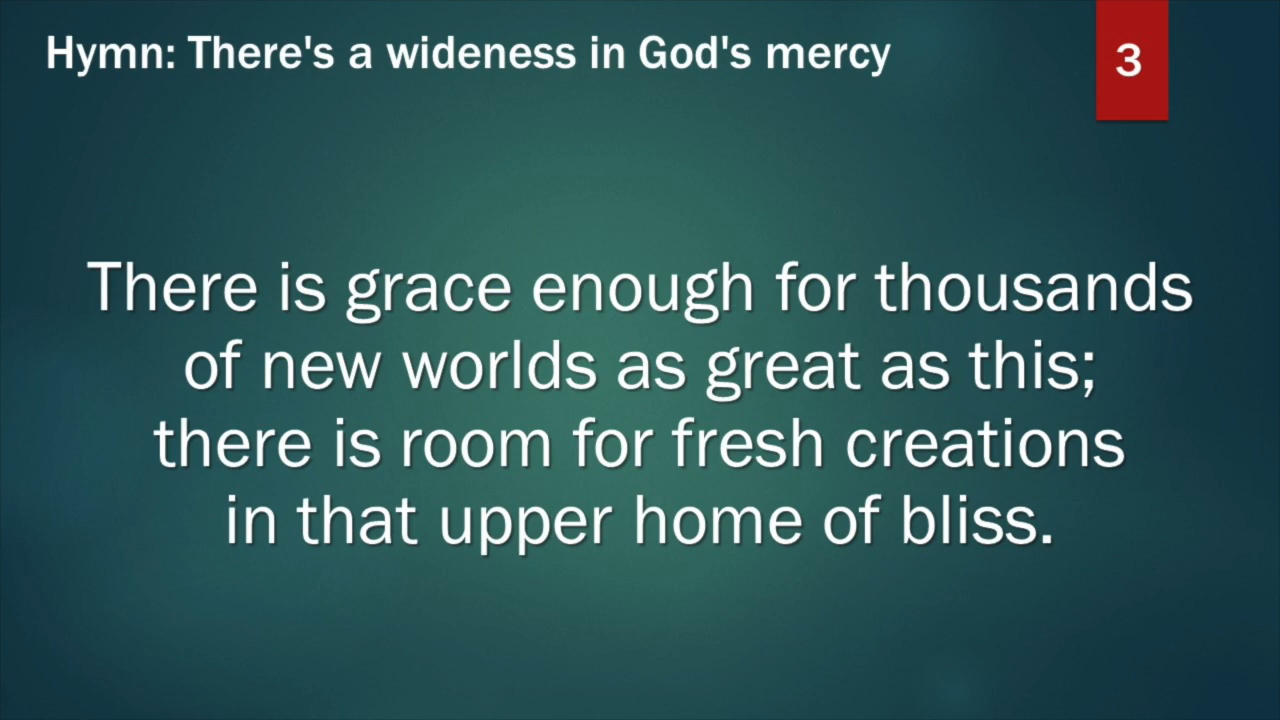 Hymn: There's a wideness in God's mercy
3
There is grace enough for thousands
of new worlds as great as this;
there is room for fresh creations
in that upper home of bliss.